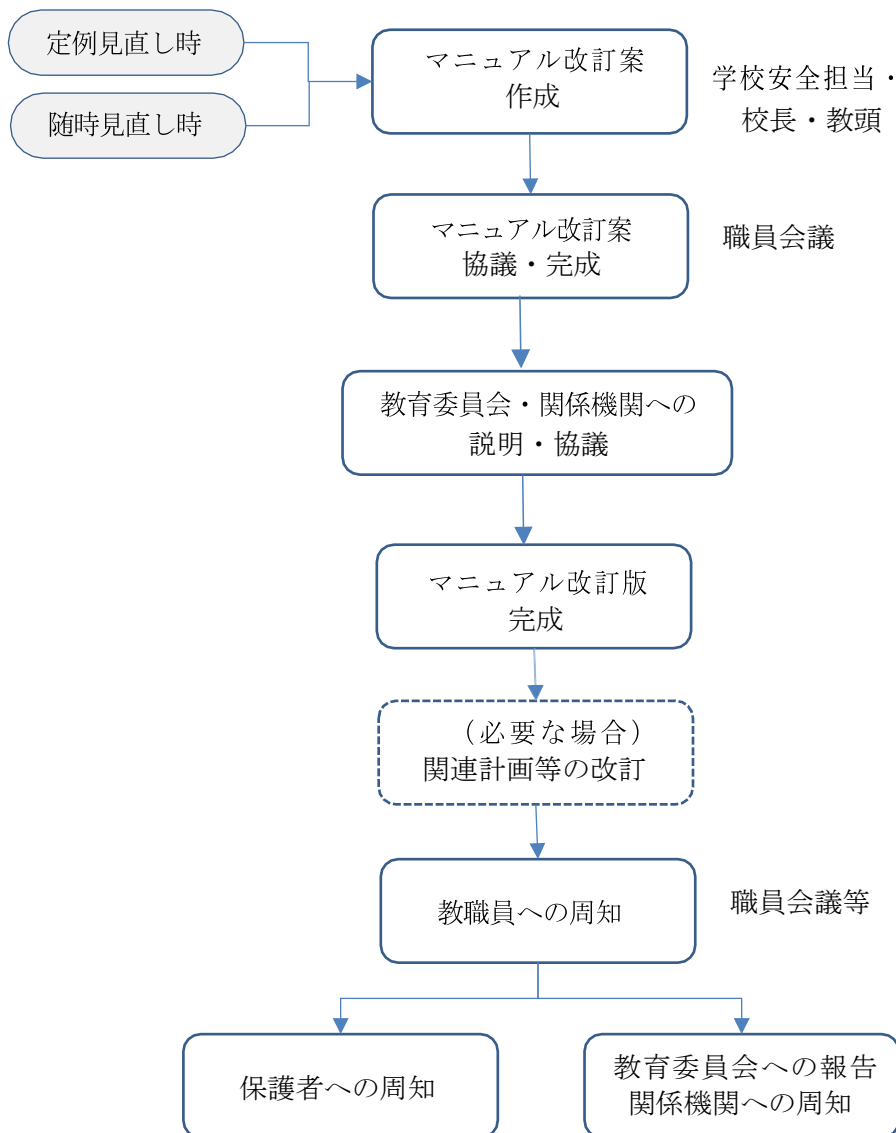 定例見直し時
随時見直し時
マニュアル改訂案
作成
学校安全担当・
校長・教頭
マニュアル改訂案
協議・完成
職員会議
教育委員会・関係機関への
説明・協議
マニュアル改訂版
完成
（必要な場合）
関連計画等の改訂
教職員への周知
職員会議等
保護者への周知
教育委員会への報告
関係機関への周知